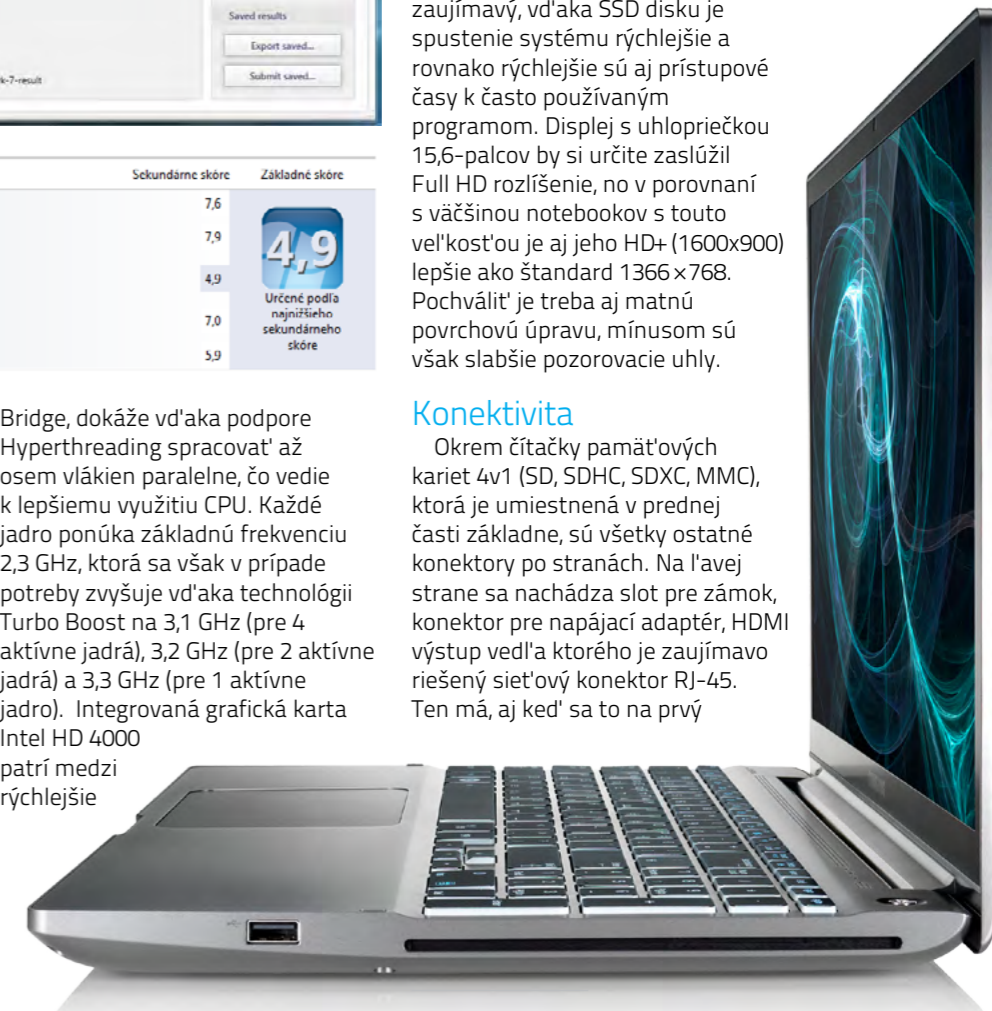 Saved results
Export saved...
Submit saved...
k-7-result
Sekundárne skóre
Základné skóre
7,6
7,9
4,9
7,0
5,9
4,9
Určené podľa
najnižšieho
sekundárneho
skóre
Bridge, dokáže vďaka podpore
Hyperthreading spracovať až
osem vlákien paralelne, čo vedie
k lepšiemu využitiu CPU. Každé
jadro ponúka základnú frekvenciu
2,3 GHz, ktorá sa však v prípade
potreby zvyšuje vďaka technológii
Turbo Boost na 3,1 GHz (pre 4
aktívne jadrá), 3,2 GHz (pre 2 aktívne
jadrá) a 3,3 GHz (pre 1 aktívne
jadro). Integrovaná grafická karta
Intel HD 4000
patrí medzi
rýchlejšie
zaujímavý, vďaka SSD disku je
spustenie systému rýchlejšie a
rovnako rýchlejšie sú aj prístupové
časy k často používaným
programom. Displej s uhlopriečkou
15,6-palcov by si určite zaslúžil
Full HD rozlíšenie, no v porovnaní
s väčšinou notebookov s touto
veľkosťou je aj jeho HD+ (1600x900)
lepšie ako štandard 1366×768.
Pochváliť je treba aj matnú
povrchovú úpravu, mínusom sú
však slabšie pozorovacie uhly.
Konektivita
Okrem čítačky pamäťových
kariet 4v1 (SD, SDHC, SDXC, MMC),
ktorá je umiestnená v prednej
časti základne, sú všetky ostatné
konektory po stranách. Na ľavej
strane sa nachádza slot pre zámok,
konektor pre napájací adaptér, HDMI
výstup vedľa ktorého je zaujímavo
riešený sieťový konektor RJ-45.
Ten má, aj keď sa to na prvý